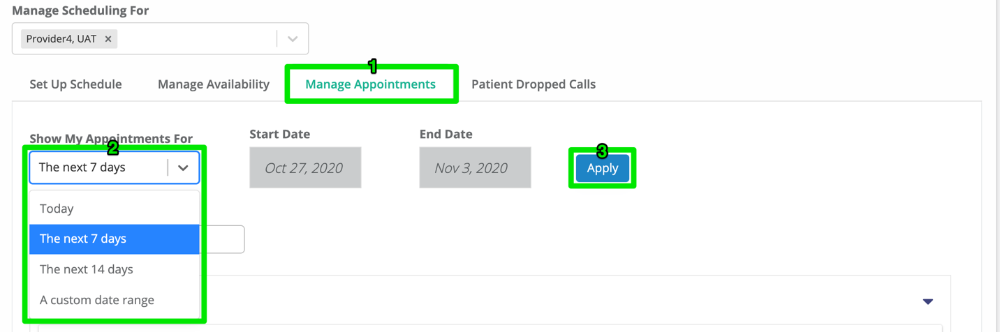 Manage Scheduling For
Provider4, UAT ×
1
Set Up Schedule Manage Availability Manage Appointments Patient Dropped Calls
Show My Appointments For Start Date End Date
2 3
The next 7 days Oct 27, 2020 Nov 3, 2020 Apply
Today
The next 7 days
The next 14 days
A custom date range